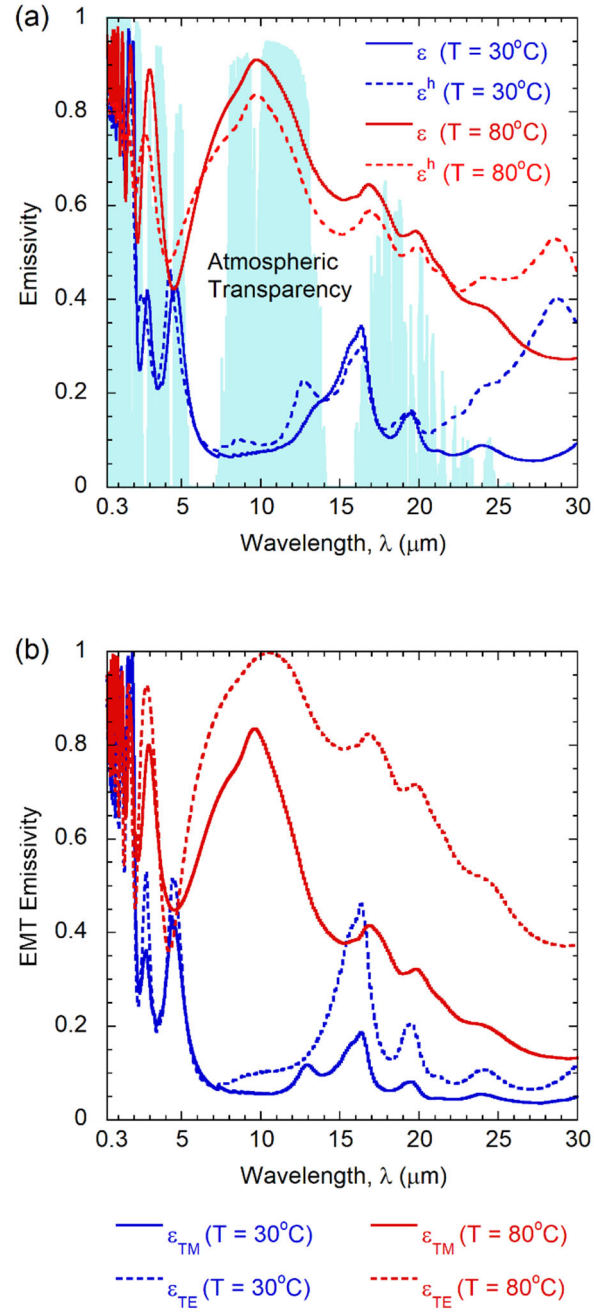 (a)
1
0.8
0.6
0.4
0.2
0
Emissivity
ε (T = 30°C)
εʰ (T = 30°C)
ε (T = 80°C)
εʰ (T = 80°C)
Atmospheric
Transparency
0.3 5 10 15 20 25 30
Wavelength, λ (μm)
(b)
1
0.8
0.6
0.4
0.2
0
EMT Emissivity
0.3 5 10 15 20 25 30
Wavelength, λ (μm)
ε_TM (T = 30°C) ε_TM (T = 80°C)
ε_TE (T = 30°C) ε_TE (T = 80°C)